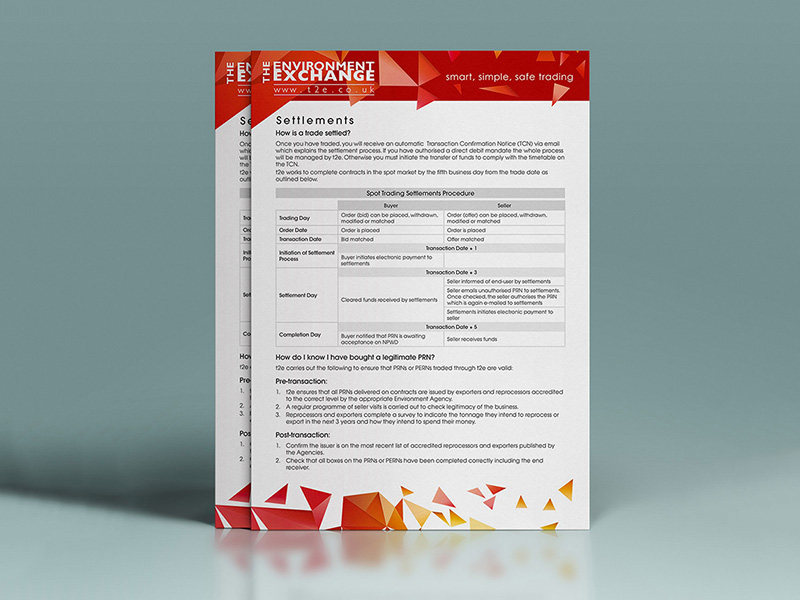 THE ENVIRONMENT
EXCHANGE
www.t2e.co.uk
smart, simple, safe trading
Settlements
How is a trade settled?
Once you have traded, you will receive an automatic Transaction Confirmation Notice (TCN) via email
which explains the settlement process. If you have authorised a direct debit mandate the whole process
will be managed by t2e. Otherwise you must initiate the transfer of funds to comply with the timetable on
the TCN.
t2e works to complete contracts in the spot market by the fifth business day from the trade date as
outlined below.
Spot Trading Settlements Procedure
Buyer Seller
Trading Day Order (bid) can be placed, withdrawn, modified or matched Order (offer) can be placed, withdrawn, modified or matched
Order Date Order is placed Order is placed
Transaction Date Bid matched Offer matched
Transaction Date + 1
Initiation of Settlement Process Buyer initiates electronic payment to settlements
Transaction Date + 3
Settlement Day Cleared funds received by settlements
Seller informed of end-user by settlements
Seller emails unauthorised PRN to settlements.
Once checked, the seller authorises the PRN
which is again e-mailed to settlements
Settlements initiates electronic payment to
seller
Transaction Date + 5
Completion Day Buyer notified that PRN is awaiting acceptance on NPWD Seller receives funds
How do I know I have bought a legitimate PRN?
t2e carries out the following to ensure that PRNs or PERNs traded through t2e are valid:
Pre-transaction:
1. t2e ensures that all PRNs delivered on contracts are issued by exporters and reprocessors accredited
to the correct level by the appropriate Environment Agency.
2. A regular programme of seller visits is carried out to check legitimacy of the business.
3. Reprocessors and exporters complete a survey to indicate the tonnage they intend to reprocess or
export in the next 3 years and how they intend to spend their money.
Post-transaction:
1. Confirm the issuer is on the most recent list of accredited reprocessors and exporters published by
the Agencies.
2. Check that all boxes on the PRNs or PERNs have been completed correctly including the end
receiver.